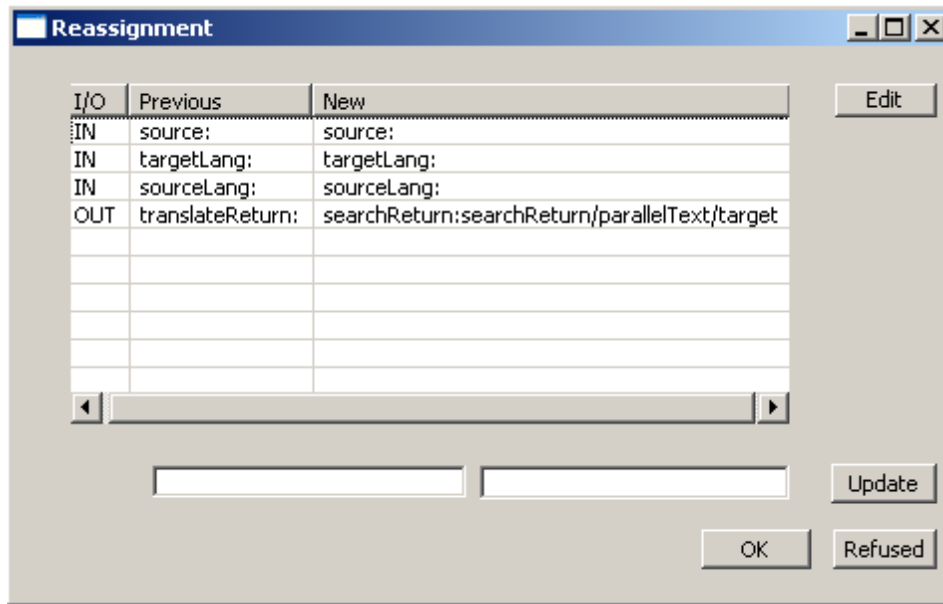 Reassignment
I/O Previous New Edit
IN source: source:
IN targetLang: targetLang:
IN sourceLang: sourceLang:
OUT translateReturn: searchReturn:searchReturn/parallelText/target
Update
OK Refused